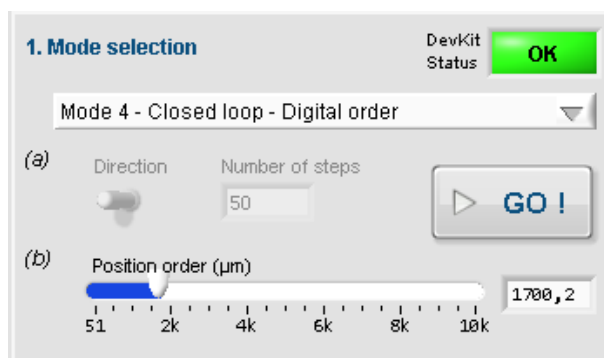 1. Mode selection
DevKit
Status
OK
Mode 4 - Closed loop - Digital order
(a)
Direction
Number of steps
50
GO !
(b)
Position order (µm)
1700,2
51 2k 4k 6k 8k 10k